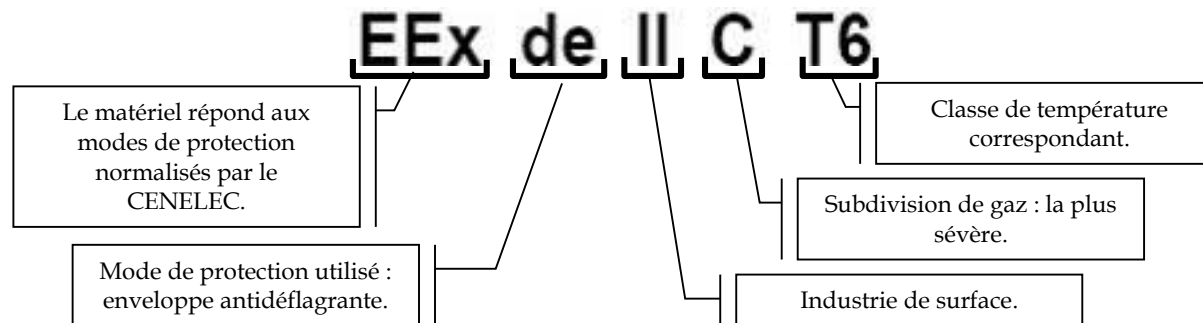 EEx de II C T6
Le matériel répond aux
modes de protection
normalisés par le
CENELEC.
Classe de température
correspondant.
Subdivision de gaz : la plus
sévère.
Mode de protection utilisé :
enveloppe antidéflagrante.
Industrie de surface.